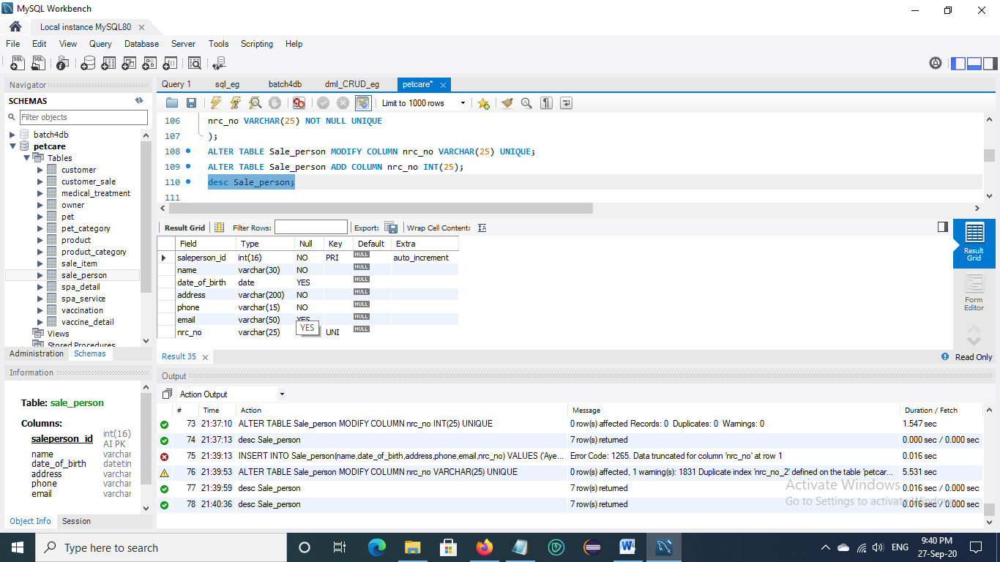 MySQL Workbench
Local instance MySQL80
File Edit View Query Database Server Tools Scripting Help
Navigator
SCHEMAS
Filter objects
batch4db
petcare
Tables
customer
customer_sale
medical_treatment
owner
pet
pet_category
product
product_category
sale_item
sale_person
spa_detail
spa_service
vaccination
vaccine_detail
Views
Stored Procedures
Administration Schemas
Information
Table: sale_person
Columns:
saleperson_id int(16) AI PK
name varchar
date_of_birth datetin
address varchar
phone varchar
email varchar
Object Info Session
Query 1 sql_eg batch4db dml_CRUD_eg petcare*
Limit to 1000 rows
106 nrc_no VARCHAR(25) NOT NULL UNIQUE
107 );
108 ALTER TABLE Sale_person MODIFY COLUMN nrc_no VARCHAR(25) UNIQUE;
109 ALTER TABLE Sale_person ADD COLUMN nrc_no INT(25);
110 desc Sale_person;
111
Result Grid Filter Rows: Export: Wrap Cell Content:
Field Type Null Key Default Extra
saleperson_id int(16) NO PRI NULL auto_increment
name varchar(30) NO NULL
date_of_birth date YES NULL
address varchar(200) NO NULL
phone varchar(15) NO NULL
email varchar(50) YES NULL
nrc_no varchar(25) UNI NULL
YES
Result Grid
Form Editor
Result 35
Read Only
Output
Action Output
# Time Action Message Duration / Fetch
73 21:37:10 ALTER TABLE Sale_person MODIFY COLUMN nrc_no INT(25) UNIQUE 0 row(s) affected Records: 0 Duplicates: 0 Warnings: 0 1.547 sec
74 21:37:13 desc Sale_person 7 row(s) returned 0.000 sec / 0.000 sec
75 21:39:13 INSERT INTO Sale_person(name,date_of_birth,address,phone,email,nrc_no) VALUES ('Aye... Error Code: 1265. Data truncated for column 'nrc_no' at row 1 0.016 sec
76 21:39:53 ALTER TABLE Sale_person MODIFY COLUMN nrc_no VARCHAR(25) UNIQUE 0 row(s) affected, 1 warning(s): 1831 Duplicate index 'nrc_no_2' defined on the table 'petcar... 5.531 sec
77 21:39:59 desc Sale_person 7 row(s) returned 0.016 sec / 0.000 sec
78 21:40:36 desc Sale_person 7 row(s) returned 0.016 sec / 0.000 sec
Activate Windows
Go to Settings to activate Windows.
Type here to search
ENG
9:40 PM
27-Sep-20